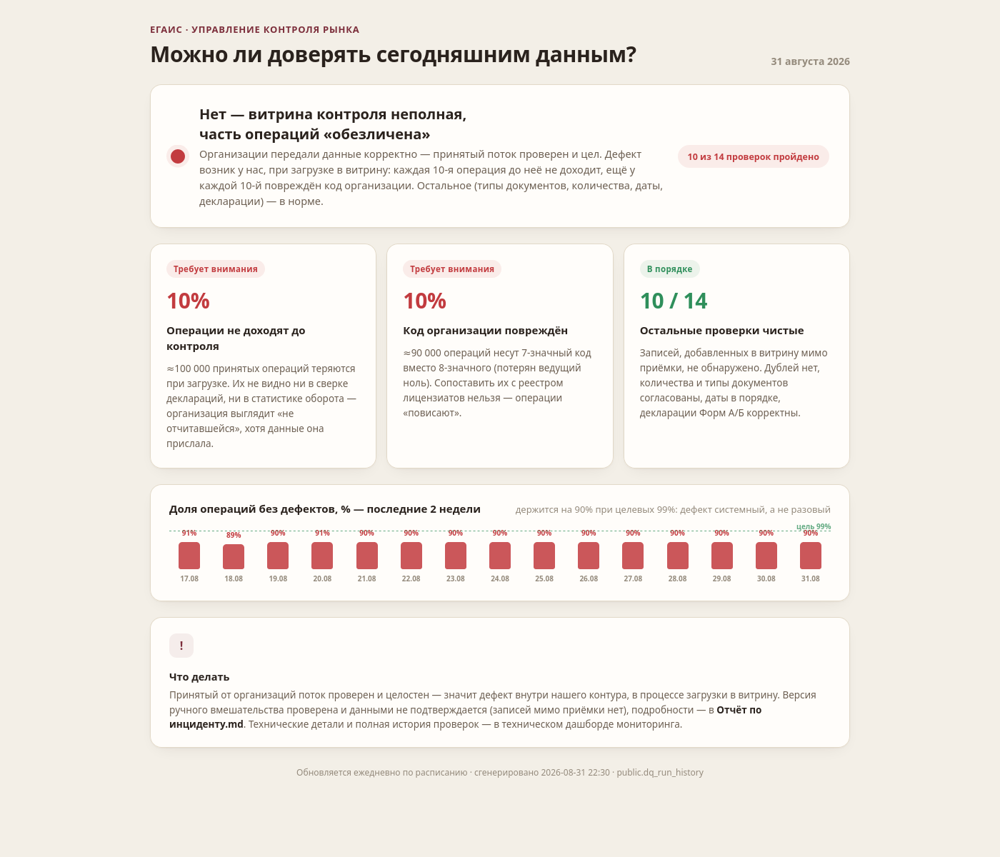 ЕГАИС · УПРАВЛЕНИЕ КОНТРОЛЯ РЫНКА
Можно ли доверять сегодняшним данным?
31 августа 2026
Нет — витрина контроля неполная,
часть операций «обезличена»
Организации передали данные корректно — принятый поток проверен и цел. Дефект
возник у нас, при загрузке в витрину: каждая 10-я операция до неё не доходит, ещё у
каждой 10-й повреждён код организации. Остальное (типы документов, количества, даты,
декларации) — в норме.
10 из 14 проверок пройдено
Требует внимания
10%
Операции не доходят до
контроля
≈100 000 принятых операций теряются
при загрузке. Их не видно ни в сверке
деклараций, ни в статистике оборота —
организация выглядит «не
отчитавшейся», хотя данные она
прислала.
Требует внимания
10%
Код организации повреждён
≈90 000 операций несут 7-значный код
вместо 8-значного (потерян ведущий
ноль). Сопоставить их с реестром
лицензиатов нельзя — операции
«повисают».
В порядке
10 / 14
Остальные проверки чистые
Записей, добавленных в витрину мимо
приёмки, не обнаружено. Дублей нет,
количества и типы документов
согласованы, даты в порядке,
декларации Форм А/Б корректны.
Доля операций без дефектов, % — последние 2 недели
держится на 90% при целевых 99%: дефект системный, а не разовый
цель 99%
91% 89% 90% 91% 90% 90% 90% 90% 90% 90% 90% 90% 90% 90% 90%
17.08 18.08 19.08 20.08 21.08 22.08 23.08 24.08 25.08 26.08 27.08 28.08 29.08 30.08 31.08
!
Что делать
Принятый от организаций поток проверен и целостен — значит дефект внутри нашего контура, в процессе загрузки в витрину. Версия
ручного вмешательства проверена и данными не подтверждается (записей мимо приёмки нет), подробности — в Отчёт по
инциденту.md. Технические детали и полная история проверок — в техническом дашборде мониторинга.
Обновляется ежедневно по расписанию · сгенерировано 2026-08-31 22:30 · public.dq_run_history